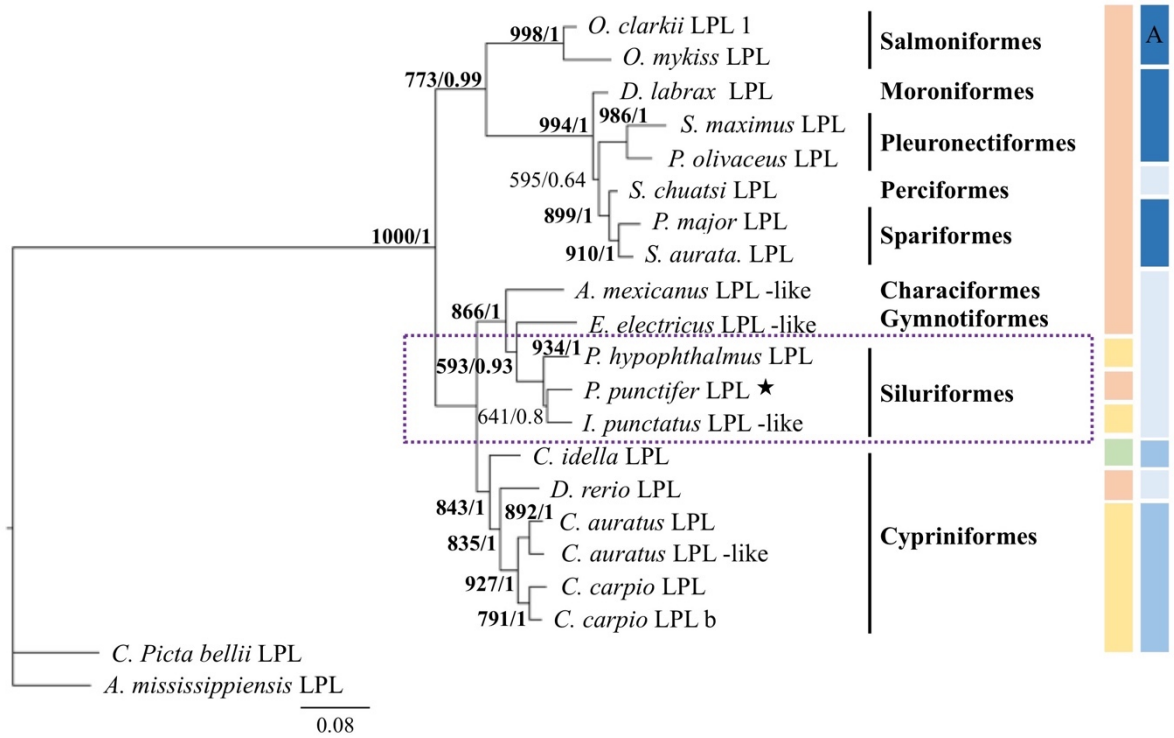 998/1
O. clarkii LPL 1
O. mykiss LPL
Salmoniformes
A
773/0.99
D. labrax LPL
Moroniformes
994/1
986/1
S. maximus LPL
P. olivaceus LPL
Pleuronectiformes
595/0.64
S. chuatsi LPL
Perciformes
899/1
P. major LPL
910/1
S. aurata. LPL
Spariformes
1000/1
A. mexicanus LPL -like
Characiformes
866/1
E. electricus LPL -like
Gymnotiformes
934/1
P. hypophthalmus LPL
593/0.93
P. punctifer LPL ★
Siluriformes
641/0.8
I. punctatus LPL -like
C. idella LPL
843/1
D. rerio LPL
892/1
C. auratus LPL
835/1
C. auratus LPL -like
Cypriniformes
927/1
C. carpio LPL
791/1
C. carpio LPL b
C. Picta bellii LPL
A. mississippiensis LPL
0.08